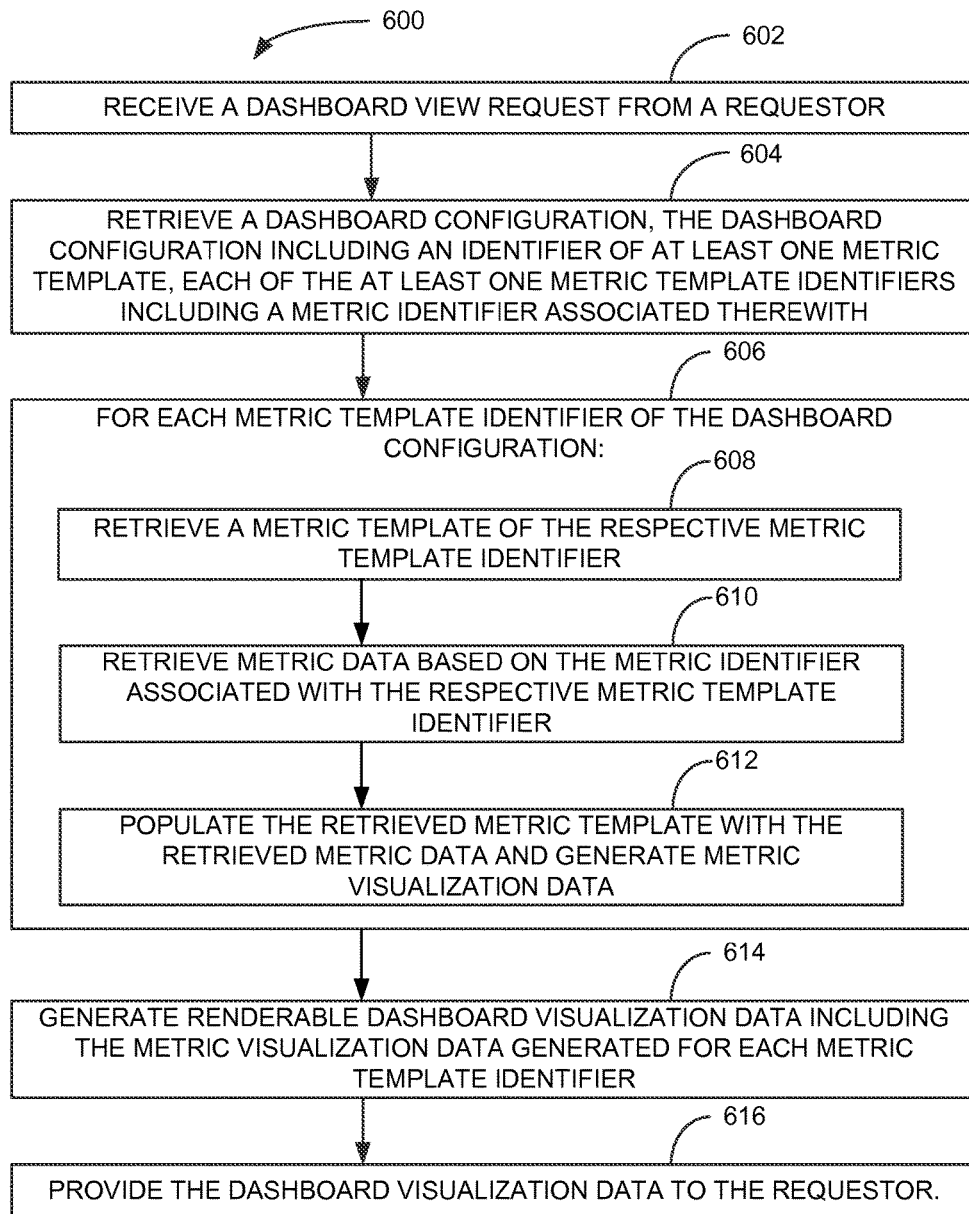 600
602
RECEIVE A DASHBOARD VIEW REQUEST FROM A REQUESTOR
604
RETRIEVE A DASHBOARD CONFIGURATION, THE DASHBOARD
CONFIGURATION INCLUDING AN IDENTIFIER OF AT LEAST ONE METRIC
TEMPLATE, EACH OF THE AT LEAST ONE METRIC TEMPLATE IDENTIFIERS
INCLUDING A METRIC IDENTIFIER ASSOCIATED THEREWITH
606
FOR EACH METRIC TEMPLATE IDENTIFIER OF THE DASHBOARD
CONFIGURATION:
608
RETRIEVE A METRIC TEMPLATE OF THE RESPECTIVE METRIC
TEMPLATE IDENTIFIER
610
RETRIEVE METRIC DATA BASED ON THE METRIC IDENTIFIER
ASSOCIATED WITH THE RESPECTIVE METRIC TEMPLATE
IDENTIFIER
612
POPULATE THE RETRIEVED METRIC TEMPLATE WITH THE
RETRIEVED METRIC DATA AND GENERATE METRIC
VISUALIZATION DATA
614
GENERATE RENDERABLE DASHBOARD VISUALIZATION DATA INCLUDING
THE METRIC VISUALIZATION DATA GENERATED FOR EACH METRIC
TEMPLATE IDENTIFIER
616
PROVIDE THE DASHBOARD VISUALIZATION DATA TO THE REQUESTOR.